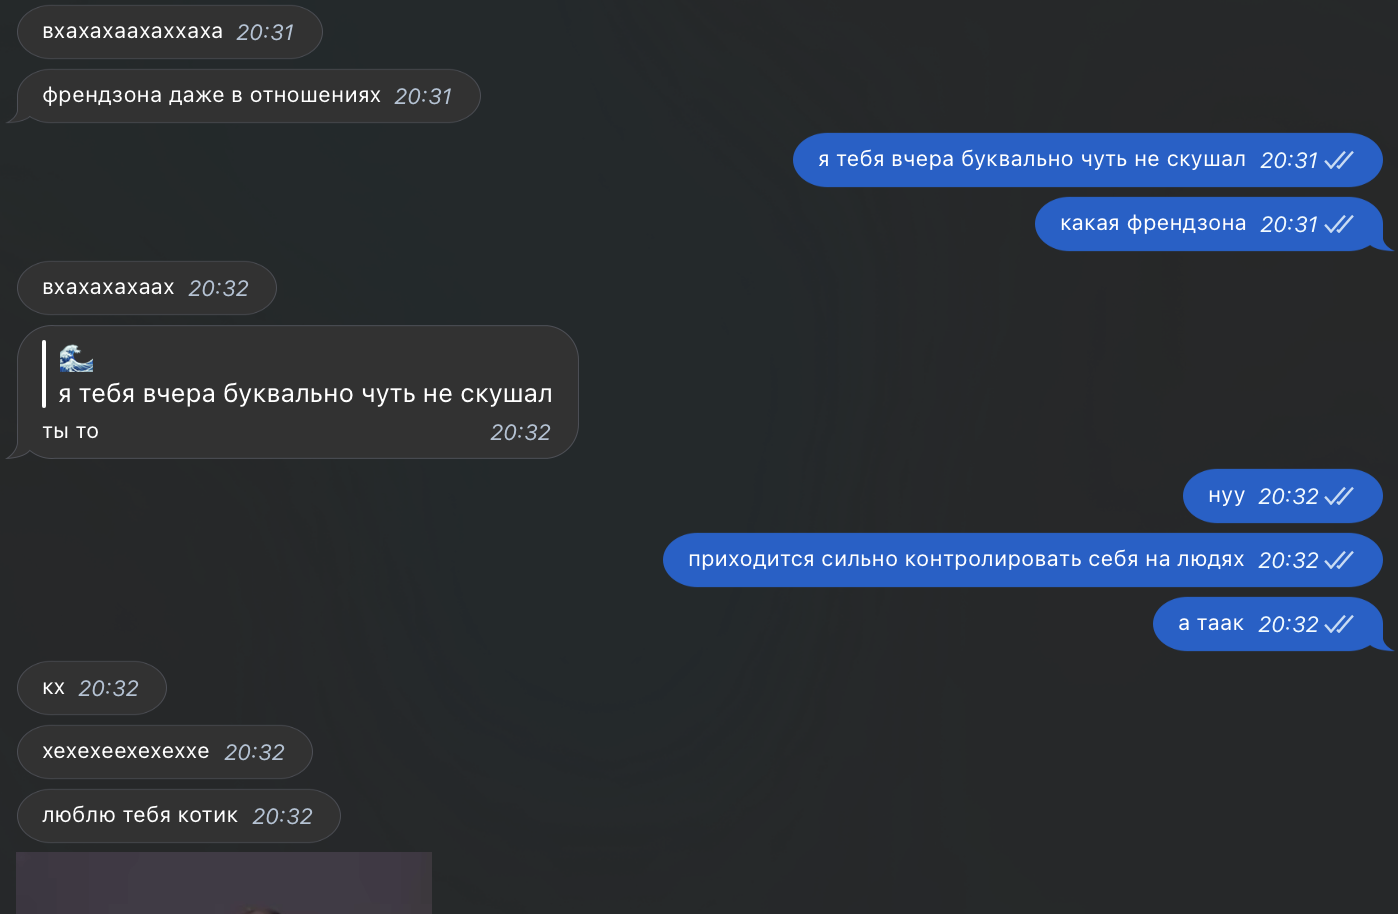 вхахахаахаххаха 20:31
френдзона даже в отношениях 20:31
я тебя вчера буквально чуть не скушал 20:31
какая френдзона 20:31
вхахахахаах 20:32
🌊
я тебя вчера буквально чуть не скушал
ты то 20:32
нуу 20:32
приходится сильно контролировать себя на людях 20:32
а таак 20:32
кх 20:32
хехехеехехеххе 20:32
люблю тебя котик 20:32